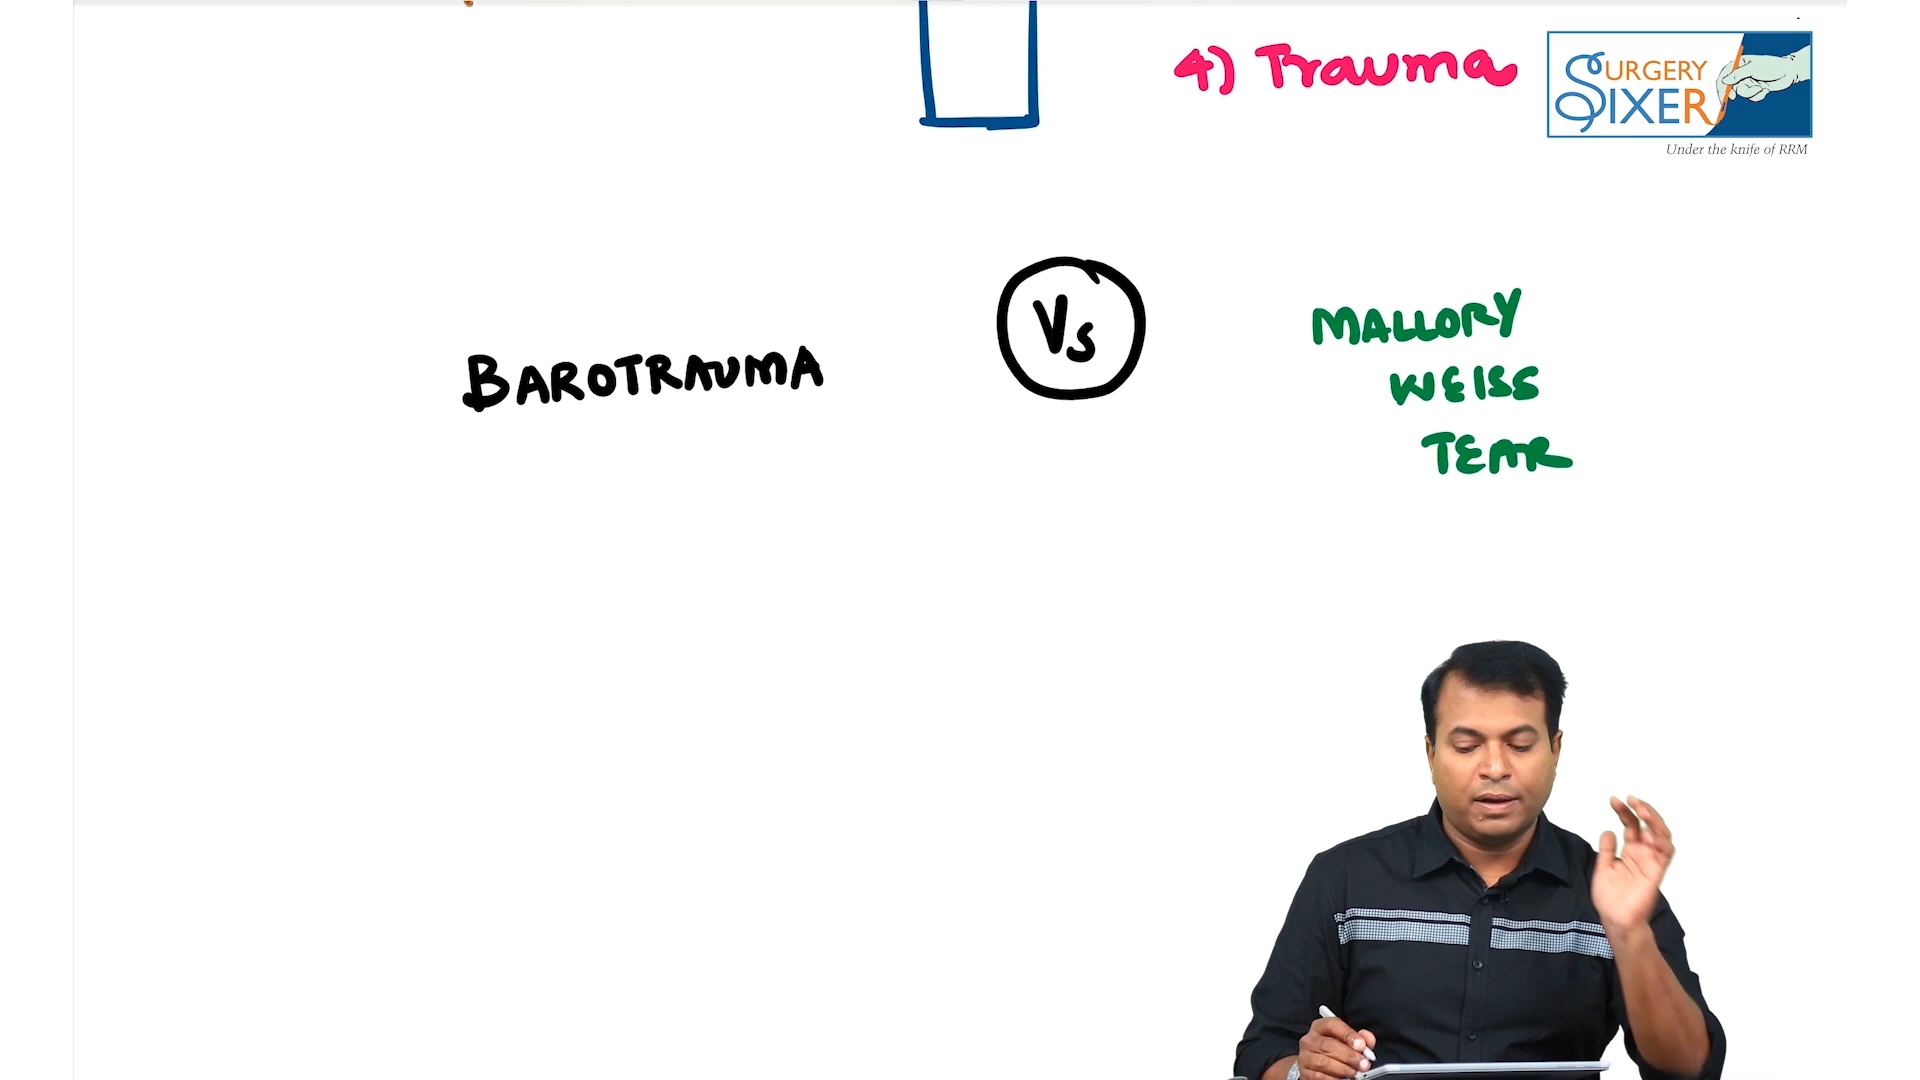 4) Trauma
SURGERY
SIXER
Under the knife of RRM
BAROTRAUMA
Vs
MALLORY
WEISS
TEAR